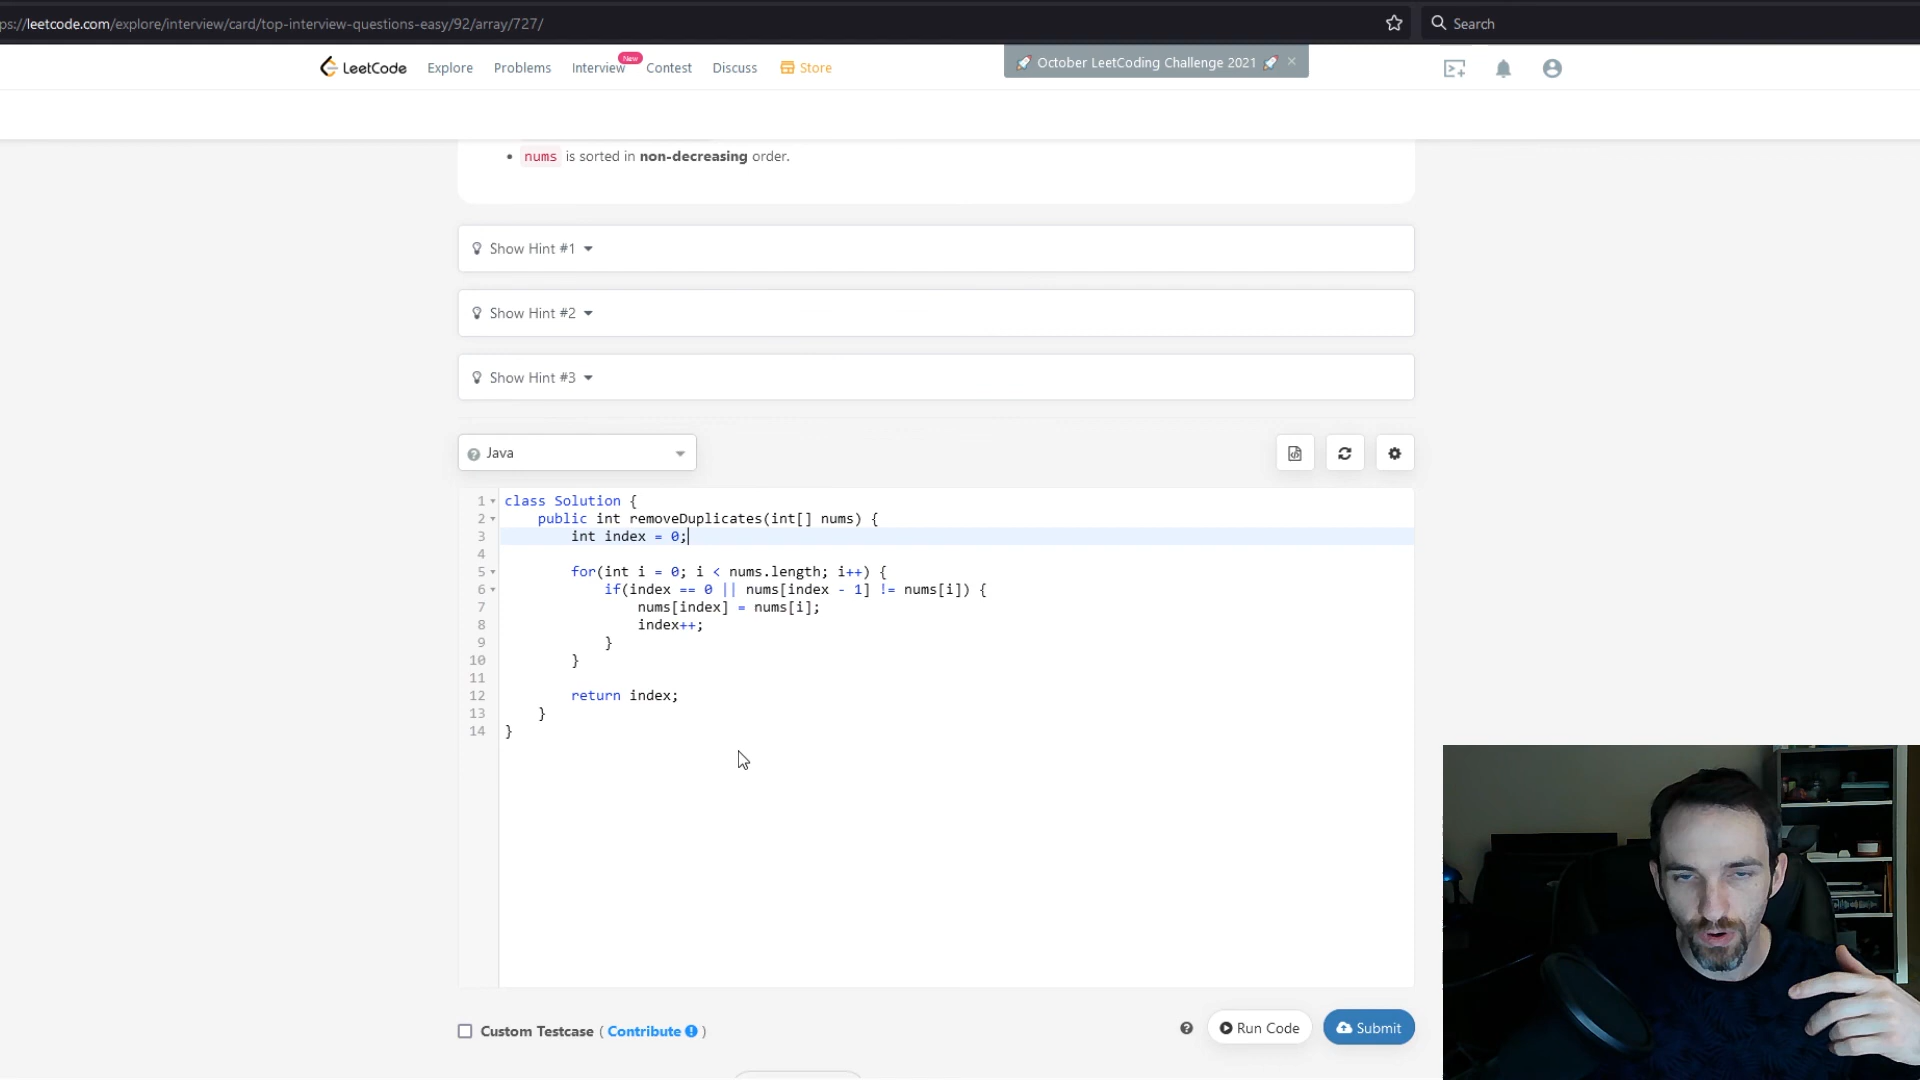 ps://leetcode.com/explore/interview/card/top-interview-questions-easy/92/array/727/
Search
LeetCode
Explore
Problems
Interview
New
Contest
Discuss
Store
🚀 October LeetCoding Challenge 2021 🚀 ×
nums is sorted in non-decreasing order.
Show Hint #1
Show Hint #2
Show Hint #3
Java
1 class Solution {
2 public int removeDuplicates(int[] nums) {
3 int index = 0;
4
5 for(int i = 0; i < nums.length; i++) {
6 if(index == 0 || nums[index - 1] != nums[i]) {
7 nums[index] = nums[i];
8 index++;
9 }
10 }
11
12 return index;
13 }
14 }
Custom Testcase ( Contribute )
Run Code
Submit